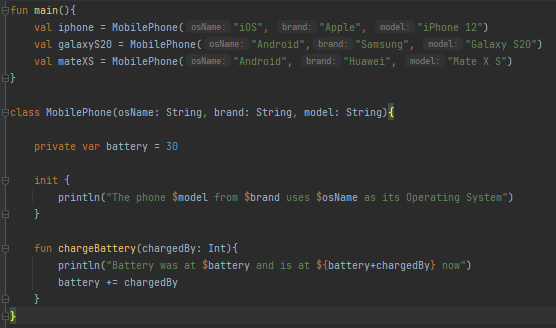 fun main(){
    val iphone = MobilePhone( osName: "iOS", brand: "Apple", model: "iPhone 12")
    val galaxyS20 = MobilePhone( osName: "Android", brand: "Samsung", model: "Galaxy S20")
    val mateXS = MobilePhone( osName: "Android", brand: "Huawei", model: "Mate X S")
}
class MobilePhone(osName: String, brand: String, model: String){
    private var battery = 30
    init {
        println("The phone $model from $brand uses $osName as its Operating System")
    }
    fun chargeBattery(chargedBy: Int){
        println("Battery was at $battery and is at ${battery+chargedBy} now")
        battery += chargedBy
    }
}